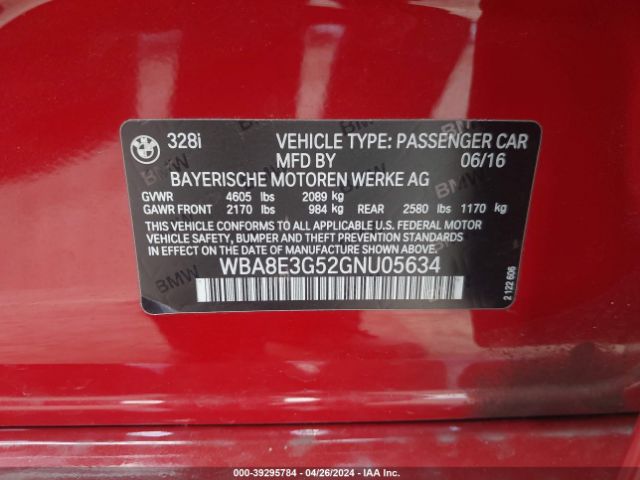 328i VEHICLE TYPE: PASSENGER CAR
MFD BY 06/16
BAYERISCHE MOTOREN WERKE AG
GVWR 4605 lbs 2089 kg
GAWR FRONT 2170 lbs 984 kg REAR 2580 lbs 1170 kg
THIS VEHICLE CONFORMS TO ALL APPLICABLE U.S. FEDERAL MOTOR
VEHICLE SAFETY, BUMPER AND THEFT PREVENTION STANDARDS IN
EFFECT ON THE DATE OF MANUFACTURE SHOWN ABOVE.
WBA8E3G52GNU05634
2 122 606
000-39295784 - 04/26/2024 - IAA Inc.